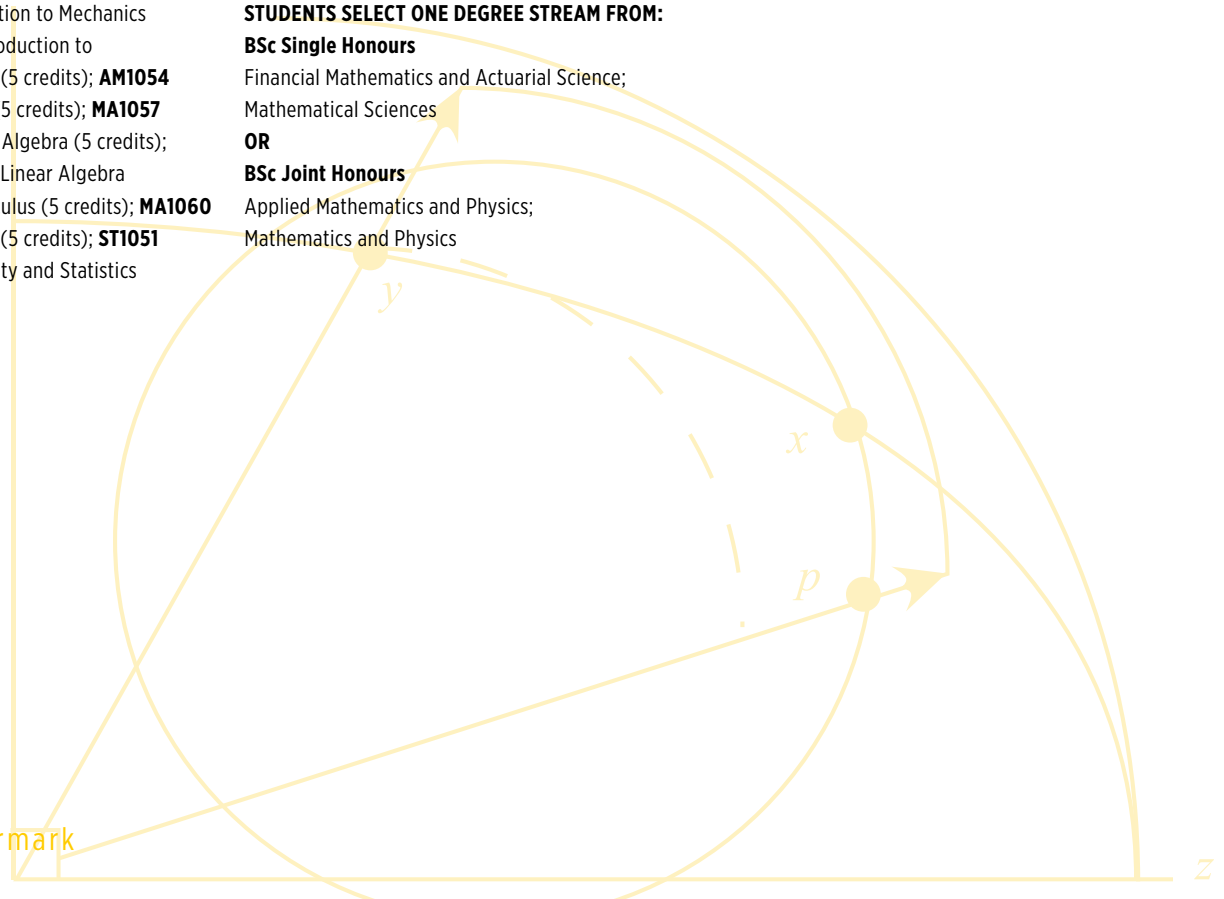 tion to Mechanics
oduction to
(5 credits); AM1054
5 credits); MA1057
Algebra (5 credits);
Linear Algebra
ulus (5 credits); MA1060
(5 credits); ST1051
ty and Statistics
STUDENTS SELECT ONE DEGREE STREAM FROM:
BSc Single Honours
Financial Mathematics and Actuarial Science;
Mathematical Sciences
OR
BSc Joint Honours
Applied Mathematics and Physics;
Mathematics and Physics
y
x
p
rmark
z